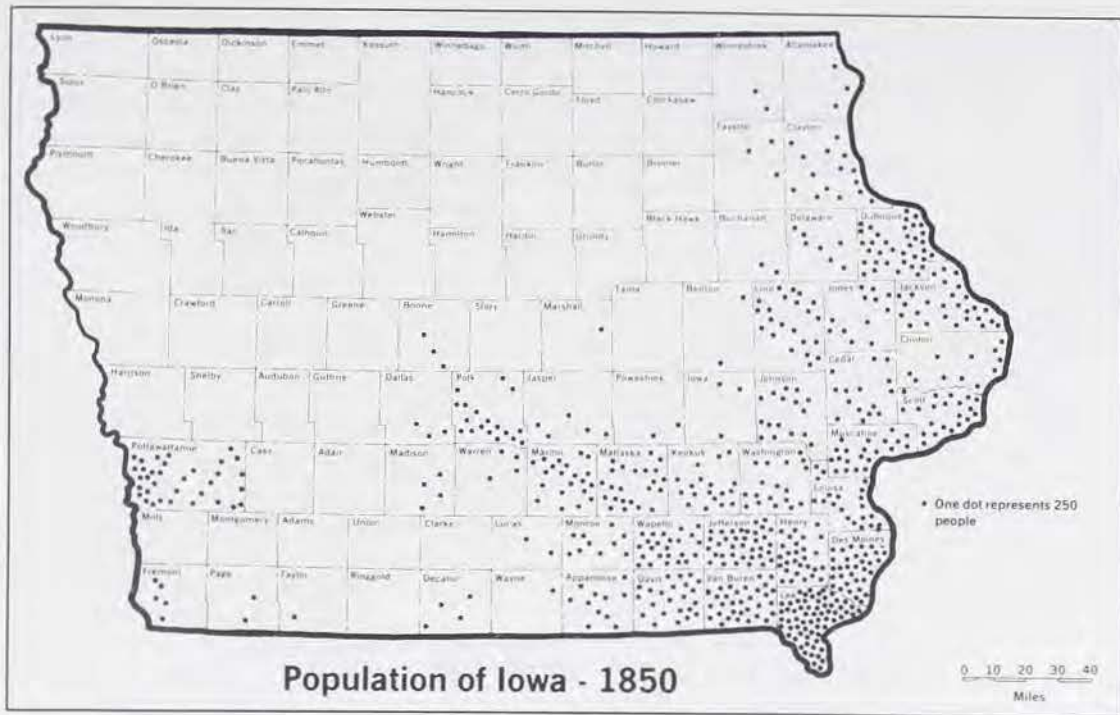 Lyon Osceola Dickinson Emmet Kossuth Winnebago Worth Mitchell Howard Winneshiek Allamakee
Sioux O'Brien Clay Palo Alto Hancock Cerro Gordo Floyd Chickasaw
Fayette Clayton
Plymouth Cherokee Buena Vista Pocahontas Humboldt Wright Franklin Butler Bremer
Webster Black Hawk Buchanan Delaware Dubuque
Woodbury Ida Sac Calhoun Hamilton Hardin Grundy
Tama Benton Linn Jones Jackson
Monona Crawford Carroll Greene Boone Story Marshall
Clinton
Cedar
Harrison Shelby Audubon Guthrie Dallas Polk Jasper Poweshiek Iowa Johnson
Scott
Muscatine
Pottawattamie Cass Adair Madison Warren Marion Mahaska Keokuk Washington
Louisa
One dot represents 250
people
Mills Montgomery Adams Union Clarke Lucas Monroe Wapello Jefferson Henry
Des Moines
Fremont Page Taylor Ringgold Decatur Wayne Appanoose Davis Van Buren
Lee
Population of Iowa - 1850
0 10 20 30 40
Miles